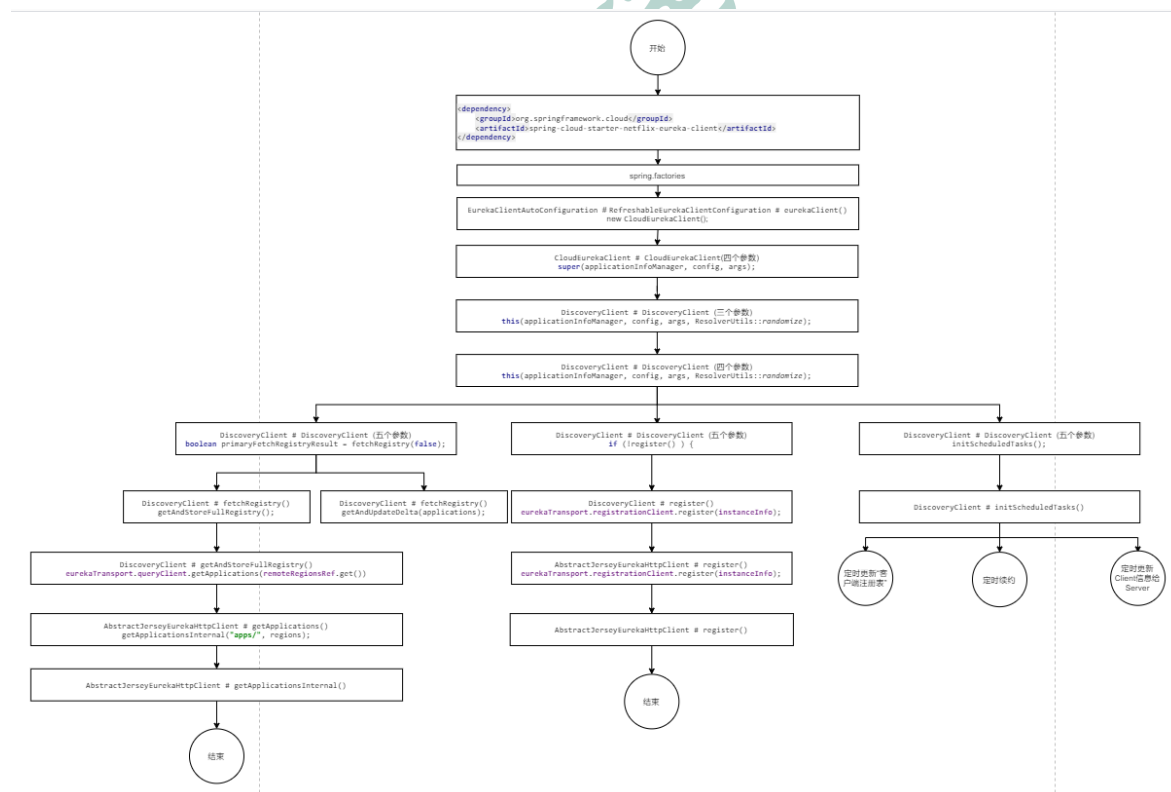 开始
<dependency>
<groupId>org.springframework.cloud</groupId>
<artifactId>spring-cloud-starter-netflix-eureka-client</artifactId>
</dependency>
spring.factories
EurekaClientAutoConfiguration # RefreshableEurekaClientConfiguration # eurekaClient()
new CloudEurekaClient();
CloudEurekaClient # CloudEurekaClient(四个参数)
super(applicationInfoManager, config, args);
DiscoveryClient # DiscoveryClient (三个参数)
this(applicationInfoManager, config, args, ResolverUtils::randomize);
DiscoveryClient # DiscoveryClient (四个参数)
this(applicationInfoManager, config, args, ResolverUtils::randomize);
DiscoveryClient # DiscoveryClient (五个参数)
boolean primaryFetchRegistryResult = fetchRegistry(false);
DiscoveryClient # DiscoveryClient (五个参数)
if (!register() ) {
DiscoveryClient # DiscoveryClient (五个参数)
initScheduledTasks();
DiscoveryClient # fetchRegistry()
getAndStoreFullRegistry();
DiscoveryClient # fetchRegistry()
getAndUpdateDelta(applications);
DiscoveryClient # register()
eurekaTransport.registrationClient.register(instanceInfo);
DiscoveryClient # initScheduledTasks()
DiscoveryClient # getAndStoreFullRegistry()
eurekaTransport.queryClient.getApplications(remoteRegionsRef.get())
AbstractJerseyEurekaHttpClient # register()
eurekaTransport.registrationClient.register(instanceInfo);
定时更新"客
户端注册表"
定时续约
定时更新
Client信息给
Server
AbstractJerseyEurekaHttpClient # getApplications()
getApplicationsInternal("apps/", regions);
AbstractJerseyEurekaHttpClient # register()
AbstractJerseyEurekaHttpClient # getApplicationsInternal()
结束
结束